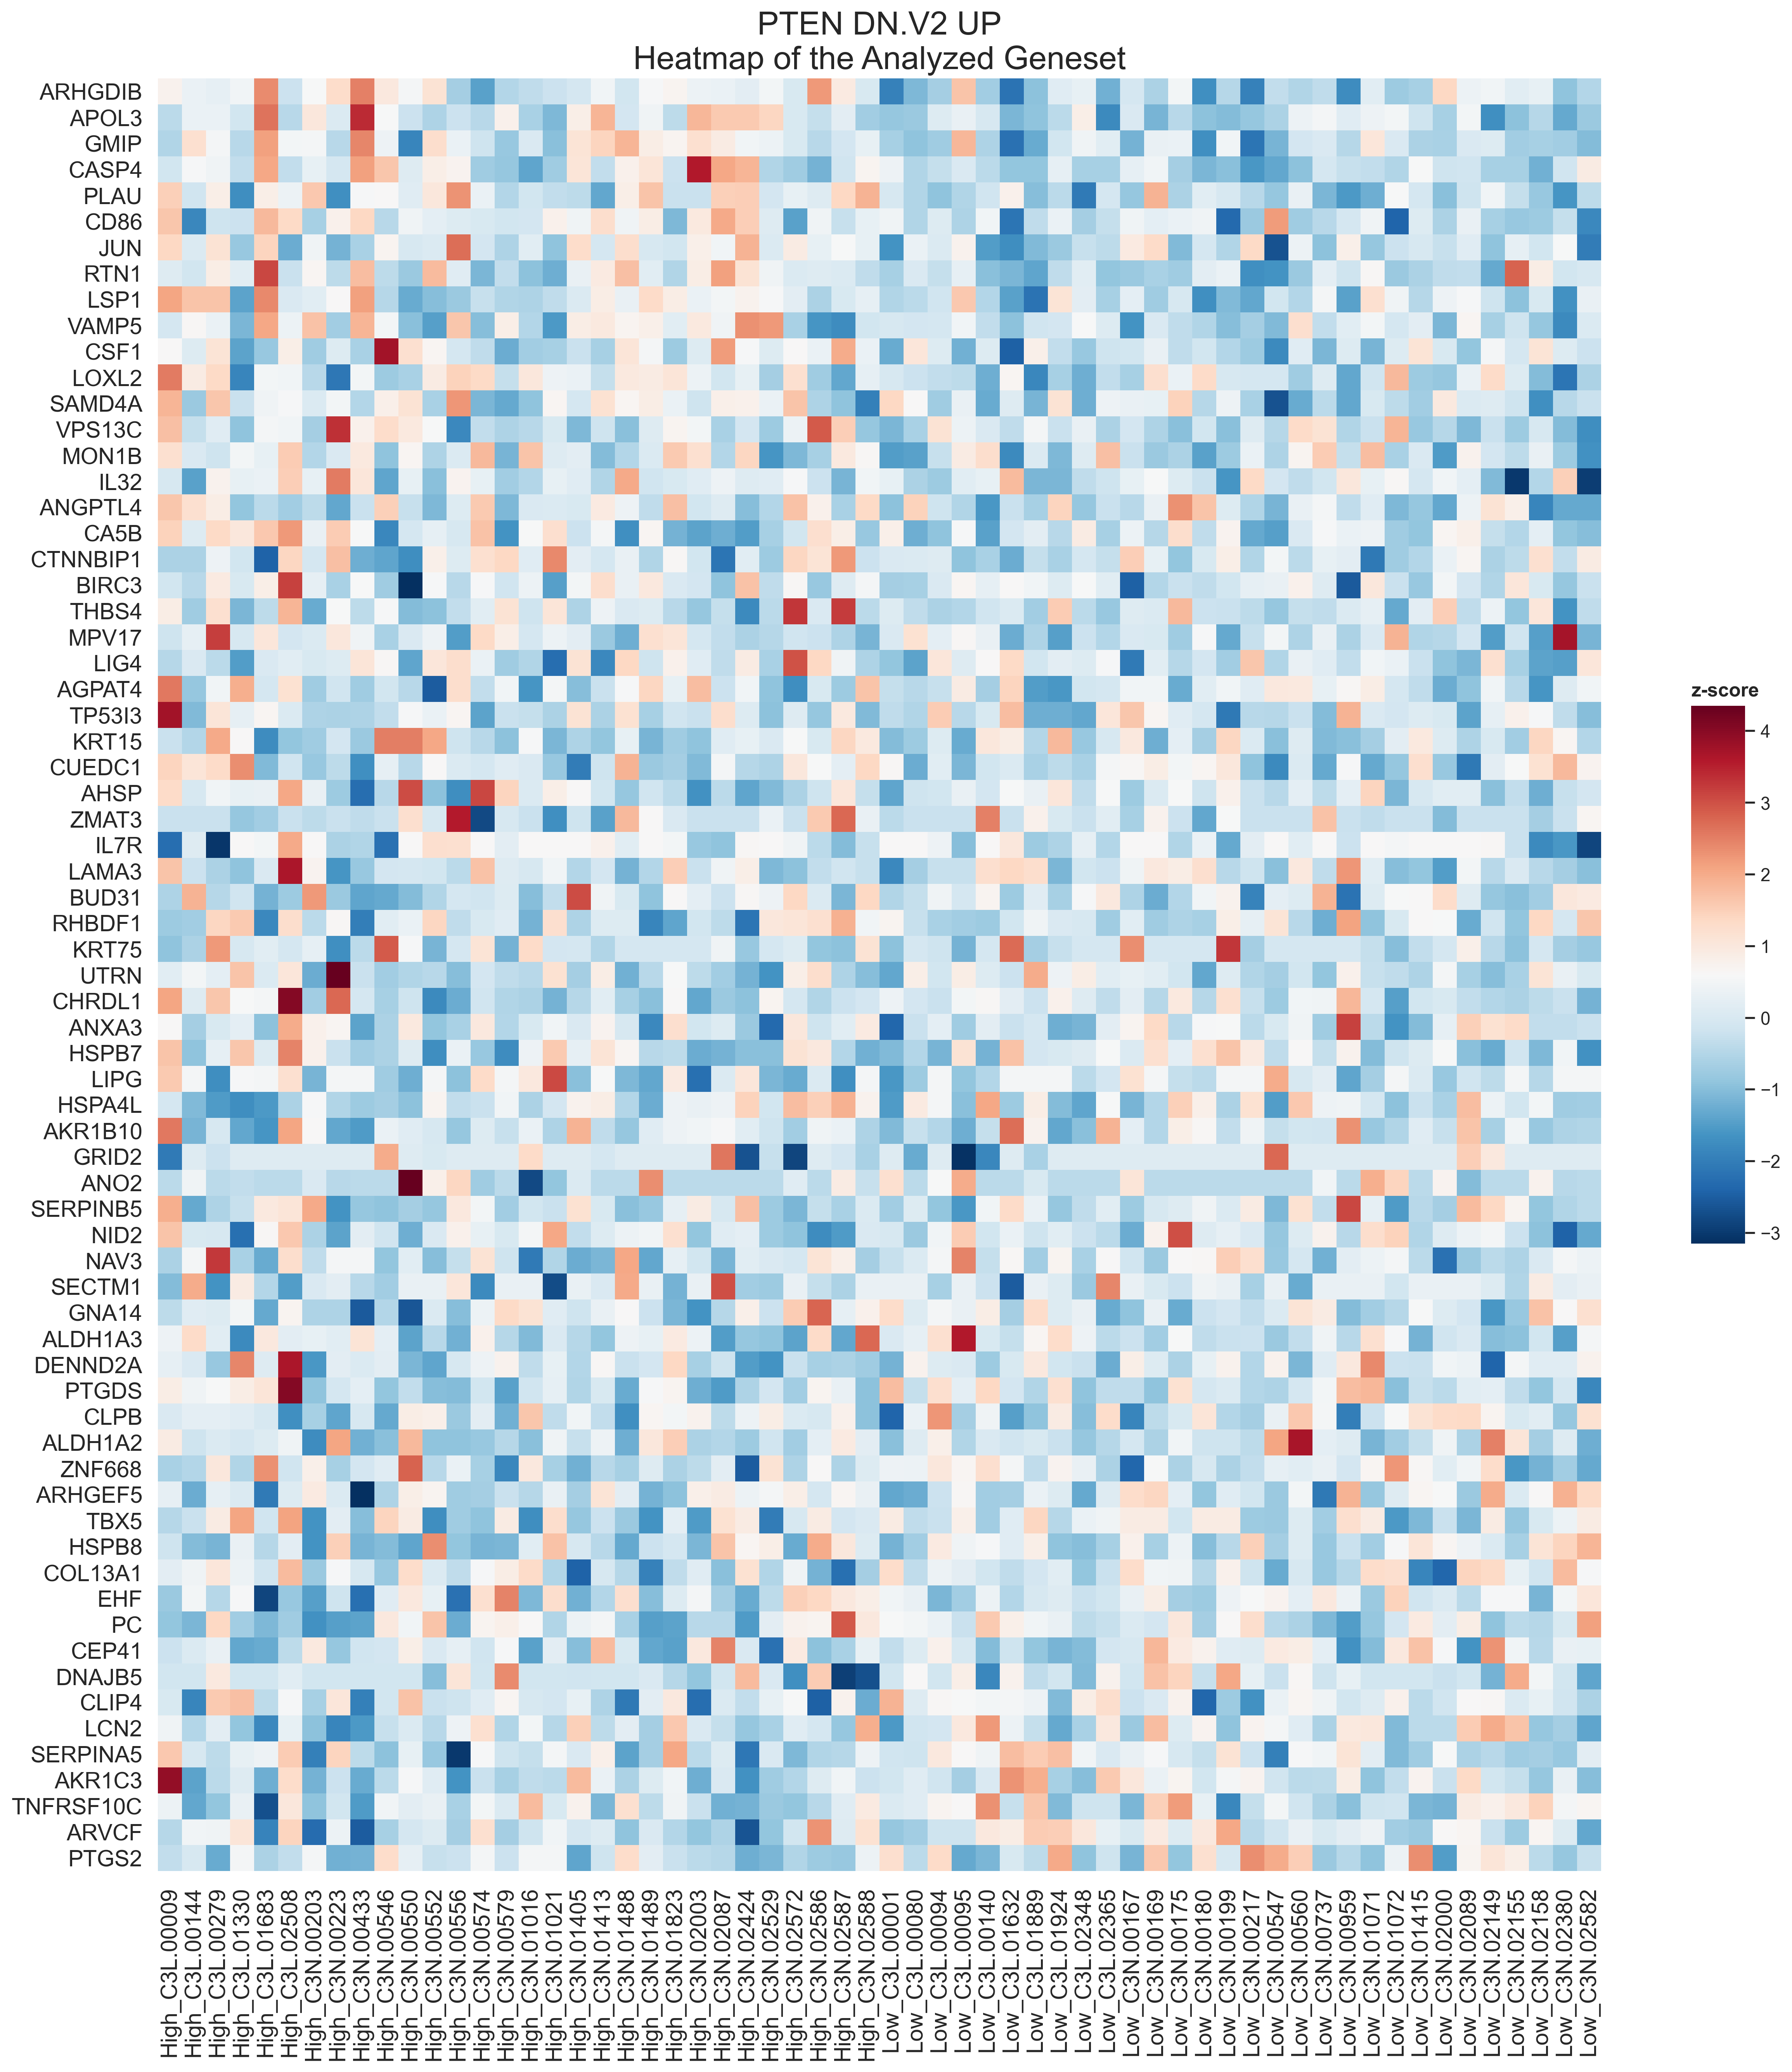 PTEN DN.V2 UP
Heatmap of the Analyzed Geneset
ARHGDIB
APOL3
GMIP
CASP4
PLAU
CD86
JUN
RTN1
LSP1
VAMP5
CSF1
LOXL2
SAMD4A
VPS13C
MON1B
IL32
ANGPTL4
CA5B
CTNNBIP1
BIRC3
THBS4
MPV17
LIG4
AGPAT4
TP53I3
KRT15
CUEDC1
AHSP
ZMAT3
IL7R
LAMA3
BUD31
RHBDF1
KRT75
UTRN
CHRDL1
ANXA3
HSPB7
LIPG
HSPA4L
AKR1B10
GRID2
ANO2
SERPINB5
NID2
NAV3
SECTM1
GNA14
ALDH1A3
DENND2A
PTGDS
CLPB
ALDH1A2
ZNF668
ARHGEF5
TBX5
HSPB8
COL13A1
EHF
PC
CEP41
DNAJB5
CLIP4
LCN2
SERPINA5
AKR1C3
TNFRSF10C
ARVCF
PTGS2
High_C3L.00009
High_C3L.00144
High_C3L.00279
High_C3L.01330
High_C3L.01683
High_C3L.02508
High_C3N.00203
High_C3N.00223
High_C3N.00433
High_C3N.00546
High_C3N.00550
High_C3N.00552
High_C3N.00556
High_C3N.00574
High_C3N.00579
High_C3N.01016
High_C3N.01021
High_C3N.01405
High_C3N.01413
High_C3N.01488
High_C3N.01489
High_C3N.01823
High_C3N.02003
High_C3N.02087
High_C3N.02424
High_C3N.02529
High_C3N.02572
High_C3N.02586
High_C3N.02587
High_C3N.02588
Low_C3L.00001
Low_C3L.00080
Low_C3L.00094
Low_C3L.00095
Low_C3L.00140
Low_C3L.01632
Low_C3L.01889
Low_C3L.01924
Low_C3L.02348
Low_C3L.02365
Low_C3N.00167
Low_C3N.00169
Low_C3N.00175
Low_C3N.00180
Low_C3N.00199
Low_C3N.00217
Low_C3N.00547
Low_C3N.00560
Low_C3N.00737
Low_C3N.00959
Low_C3N.01071
Low_C3N.01072
Low_C3N.01415
Low_C3N.02000
Low_C3N.02089
Low_C3N.02149
Low_C3N.02155
Low_C3N.02158
Low_C3N.02380
Low_C3N.02582
z-score
4
3
2
1
0
−1
−2
−3